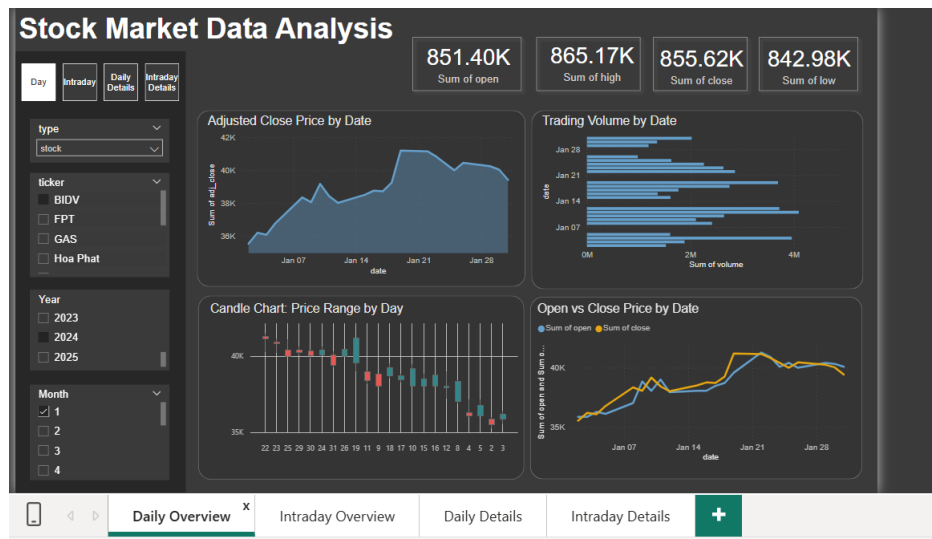 Stock Market Data Analysis
851.40K
Sum of open
865.17K
Sum of high
855.62K
Sum of close
842.98K
Sum of low
Day
Intraday
Daily
Details
Intraday
Details
type
stock
ticker
BIDV
FPT
GAS
Hoa Phat
Year
2023
2024
2025
Month
1
2
3
4
Adjusted Close Price by Date
Sum of adj_close
42K
40K
38K
36K
Jan 07 Jan 14 Jan 21 Jan 28
date
Trading Volume by Date
date
Jan 28
Jan 21
Jan 14
Jan 07
0M 2M 4M
Sum of volume
Candle Chart: Price Range by Day
40K
35K
22 23 25 29 30 24 31 26 19 11 9 18 17 10 15 16 12 8 4 5 2 3
Open vs Close Price by Date
Sum of open Sum of close
Sum of open and Sum o...
40K
35K
Jan 07 Jan 14 Jan 21 Jan 28
date
Daily Overview x
Intraday Overview
Daily Details
Intraday Details
+